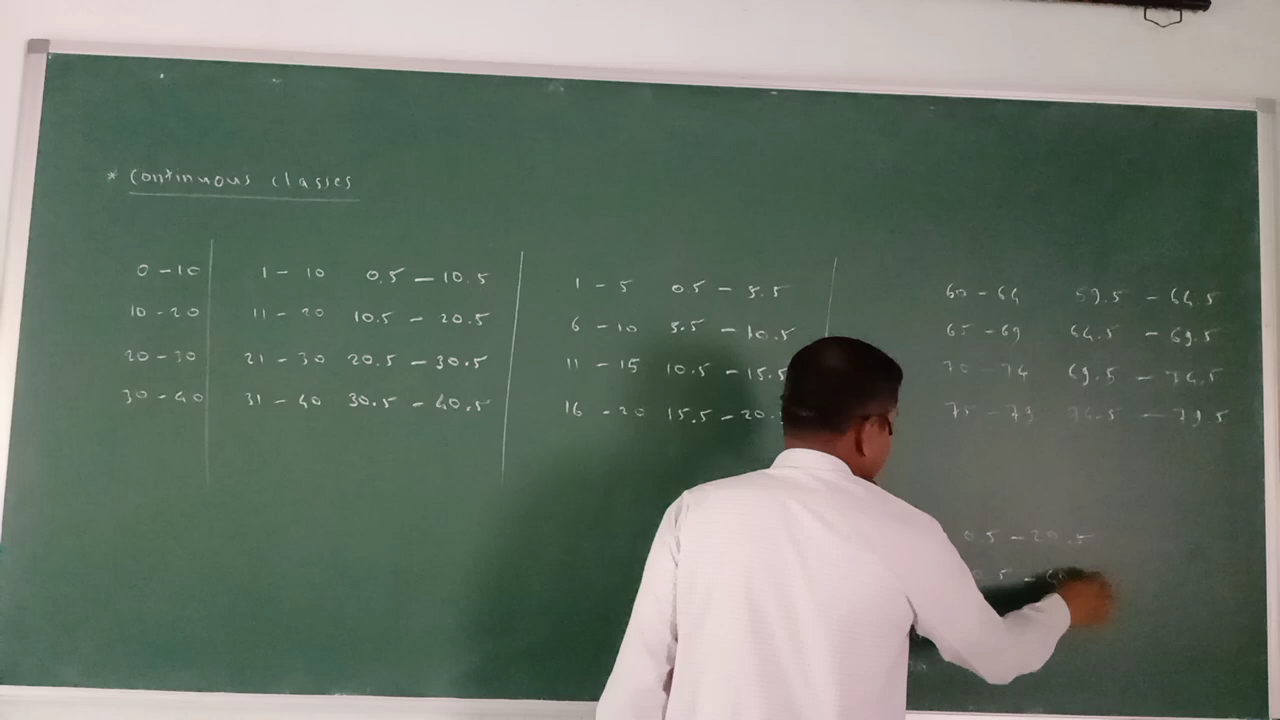 * Continuous classes
0 - 10 1 - 10 0.5 - 10.5 1 - 5 0.5 - 5.5 60 - 64 59.5 - 64.5
10 - 20 11 - 20 10.5 - 20.5 6 - 10 5.5 - 10.5 65 - 69 64.5 - 69.5
20 - 30 21 - 30 20.5 - 30.5 11 - 15 10.5 - 15.5 70 - 74 69.5 - 74.5
30 - 40 31 - 40 30.5 - 40.5 16 - 20 15.5 - 20. 75 - 79 74.5 - 79.5
0.5 - 20.5